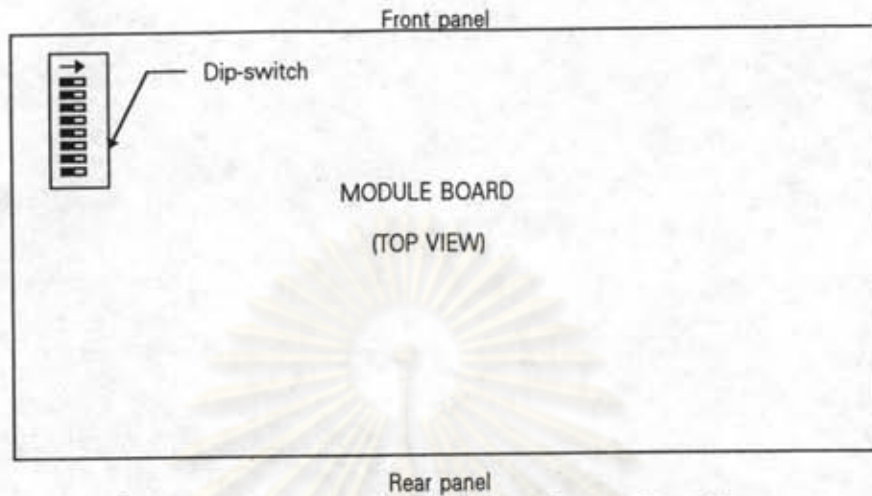 Front panel
Dip-switch
MODULE BOARD
(TOP VIEW)
Rear panel